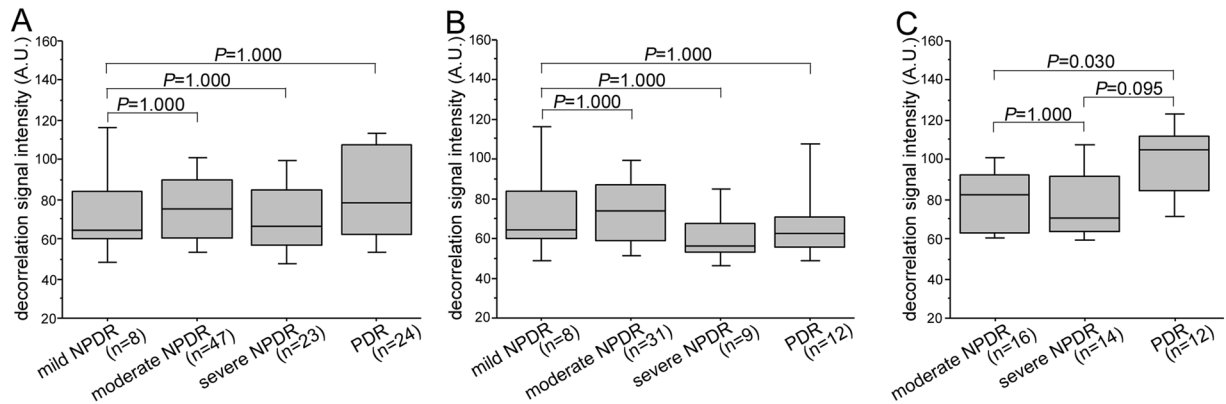 A
decorrelation signal intensity (A.U.)
160
140
120
100
80
60
40
20
P=1.000
P=1.000
P=1.000
mild NPDR
(n=8)
moderate NPDR
(n=47)
severe NPDR
(n=23)
PDR
(n=24)
B
decorrelation signal intensity (A.U.)
160
140
120
100
80
60
40
20
P=1.000
P=1.000
P=1.000
mild NPDR
(n=8)
moderate NPDR
(n=31)
severe NPDR
(n=9)
PDR
(n=12)
C
decorrelation signal intensity (A.U.)
160
140
120
100
80
60
40
20
P=0.030
P=0.095
P=1.000
moderate NPDR
(n=16)
severe NPDR
(n=14)
PDR
(n=12)